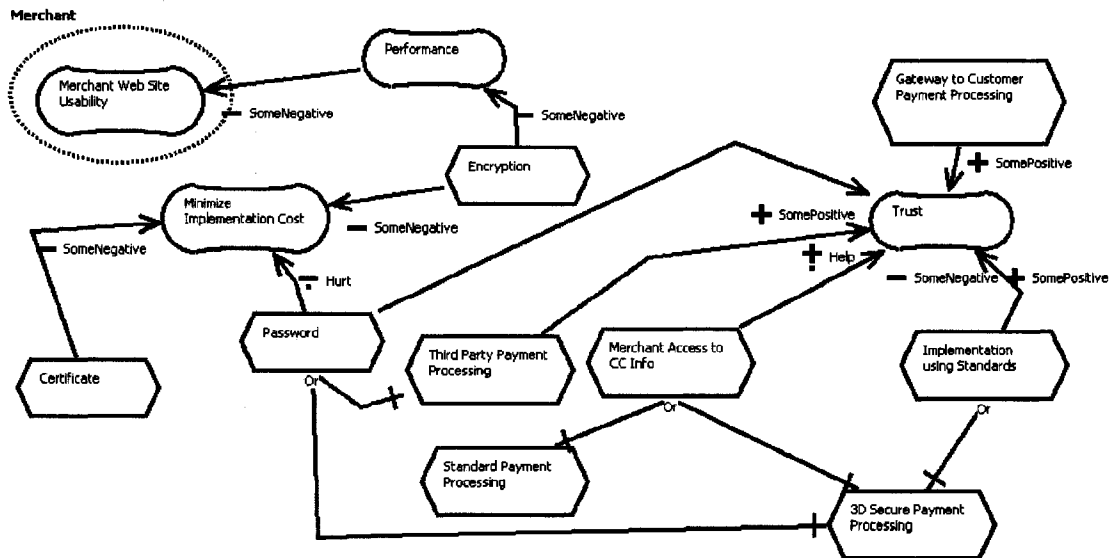 Merchant
Performance
Merchant Web Site
Usability
SomeNegative
SomeNegative
Gateway to Customer
Payment Processing
Encryption
SomePositive
Minimize
Implementation Cost
SomeNegative
SomeNegative
SomePositive
Trust
Help
SomeNegative
SomePositive
Hurt
Password
Certificate
Third Party Payment
Processing
Merchant Access to
CC Info
Implementation
using Standards
Or
Or
Or
Standard Payment
Processing
3D Secure Payment
Processing